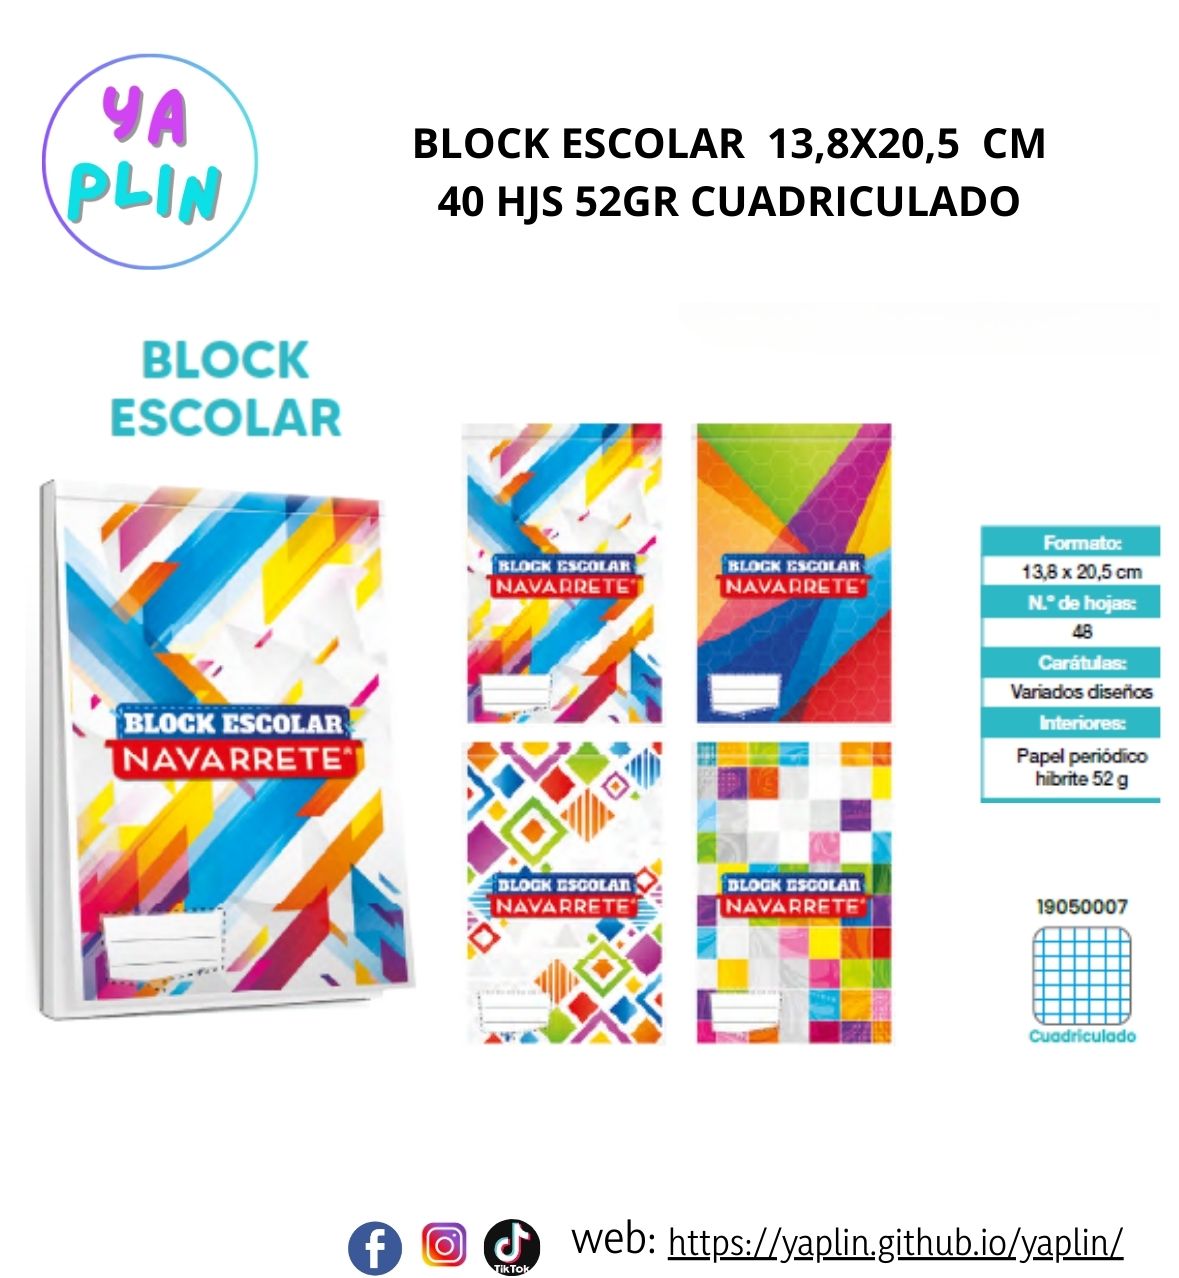 YA
PLIN
BLOCK ESCOLAR 13,8X20,5 CM
40 HJS 52GR CUADRICULADO
BLOCK
ESCOLAR
BLOCK ESCOLAR
NAVARRETE®
BLOCK ESCOLAR
NAVARRETE®
BLOCK ESCOLAR
NAVARRETE®
BLOCK ESCOLAR
NAVARRETE®
BLOCK ESCOLAR
NAVARRETE®
Formato:
13,8 x 20,5 cm
N.º de hojas:
48
Carátulas:
Variados diseños
Interiores:
Papel periódico
hibrite 52 g
19050007
Cuadriculado
TikTok
web: https://yaplin.github.io/yaplin/